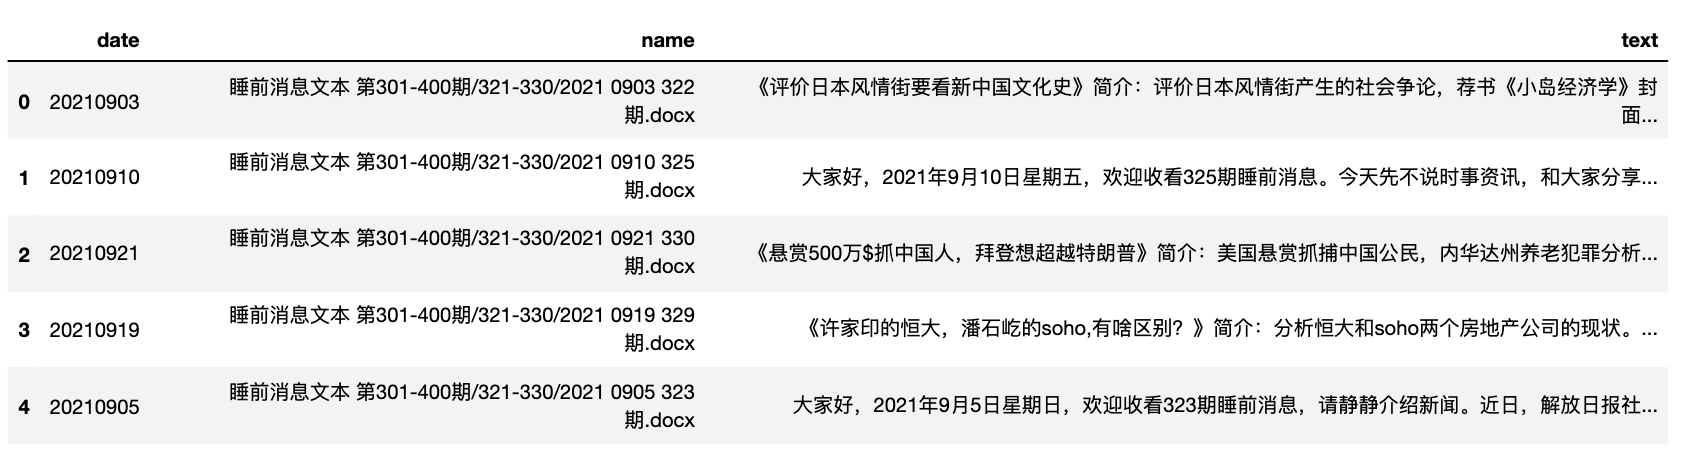 date name text
0 20210903 睡前消息文本 第301-400期/321-330/2021 0903 322 期.docx 《评价日本风情街要看新中国文化史》简介：评价日本风情街产生的社会争论，荐书《小岛经济学》封面...
1 20210910 睡前消息文本 第301-400期/321-330/2021 0910 325 期.docx 大家好，2021年9月10日星期五，欢迎收看325期睡前消息。今天先不说时事资讯，和大家分享...
2 20210921 睡前消息文本 第301-400期/321-330/2021 0921 330 期.docx 《悬赏500万$抓中国人，拜登想超越特朗普》简介：美国悬赏抓捕中国公民，内华达州养老犯罪分析...
3 20210919 睡前消息文本 第301-400期/321-330/2021 0919 329 期.docx 《许家印的恒大，潘石屹的soho,有啥区别？》简介：分析恒大和soho两个房地产公司的现状。...
4 20210905 睡前消息文本 第301-400期/321-330/2021 0905 323 期.docx 大家好，2021年9月5日星期日，欢迎收看323期睡前消息，请静静介绍新闻。近日，解放日报社...